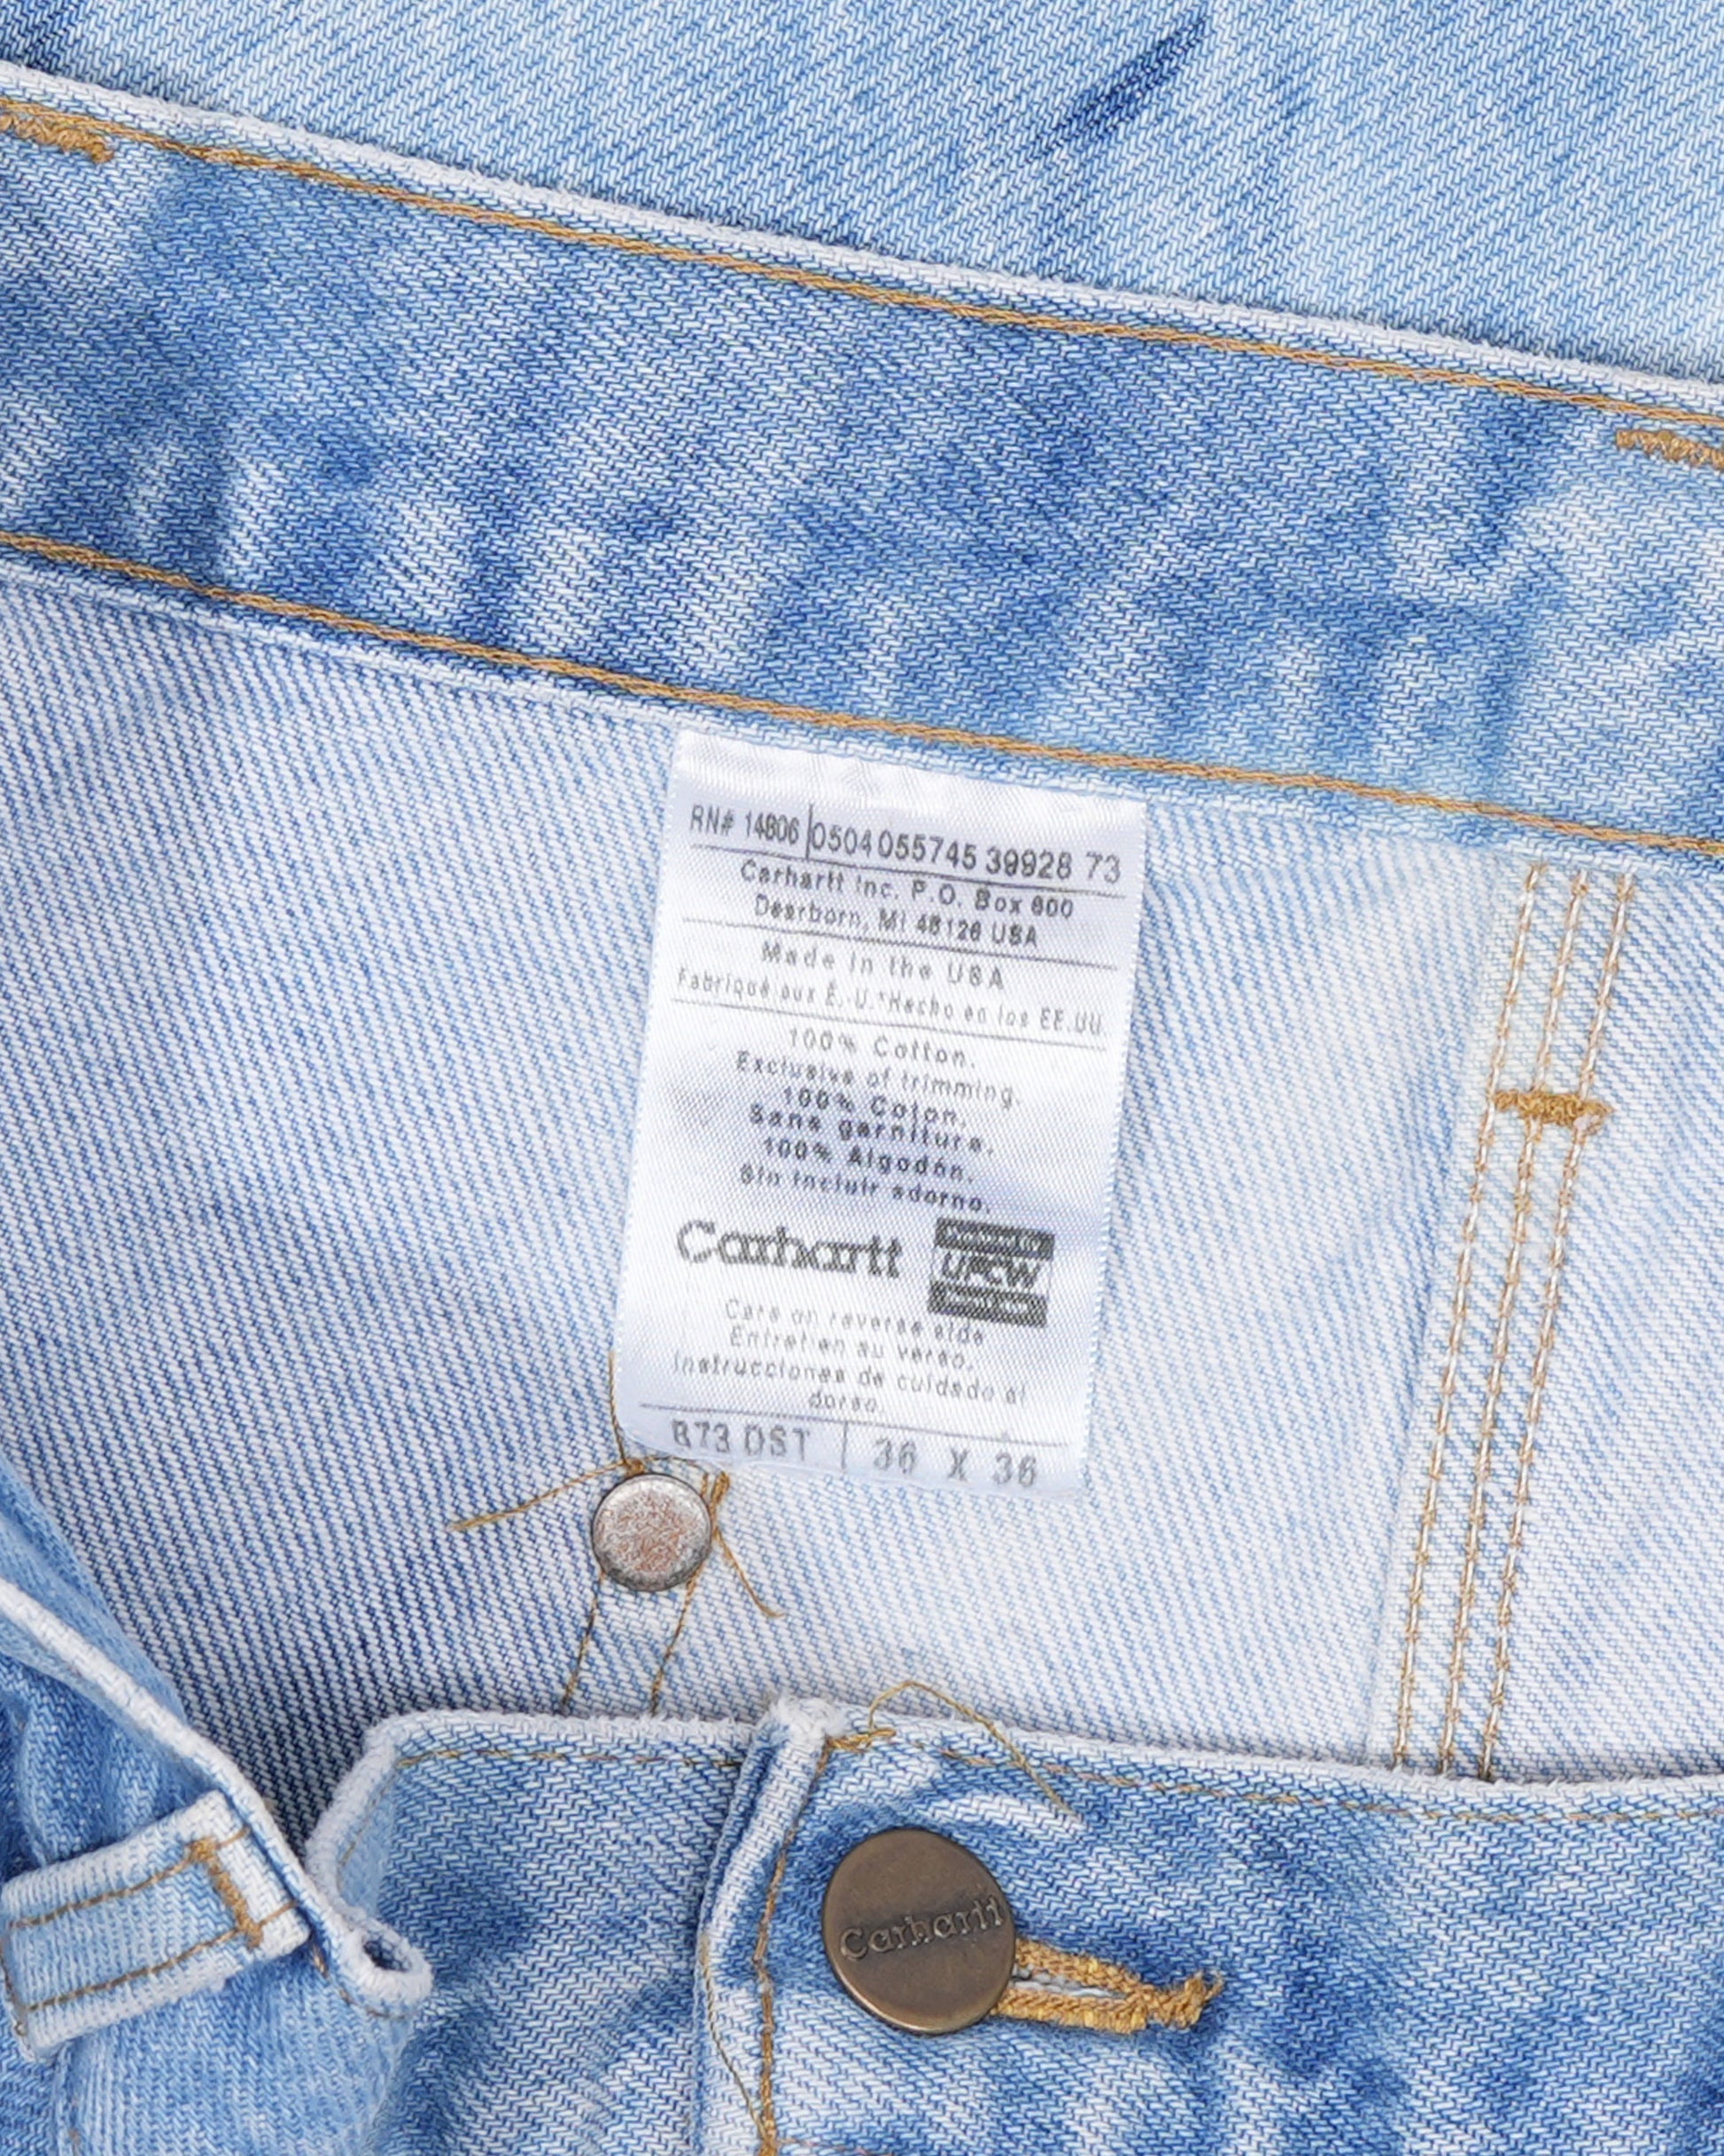 RN# 14806 | 0504 055745 39928 73
Carhartt Inc. P.O. Box 600
Dearborn, MI 48126 USA
Made in the USA
Fabriqué aux É.-U.*Hecho en los EE.UU.
100% Cotton.
Exclusive of trimming.
100% Coton.
Sans garniture.
100% Algodón.
Sin incluir adorno.
Carhartt
UFCW
Care on reverse side
Entretien au verso.
Instrucciones de cuidado al
dorso.
B73 DST | 36 X 36
Carhartt